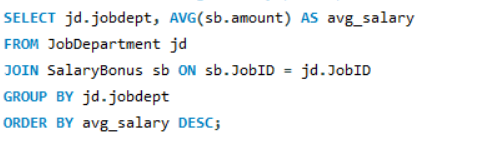 SELECT jd.jobdept, AVG(sb.amount) AS avg_salary
FROM JobDepartment jd
JOIN SalaryBonus sb ON sb.JobID = jd.JobID
GROUP BY jd.jobdept
ORDER BY avg_salary DESC;